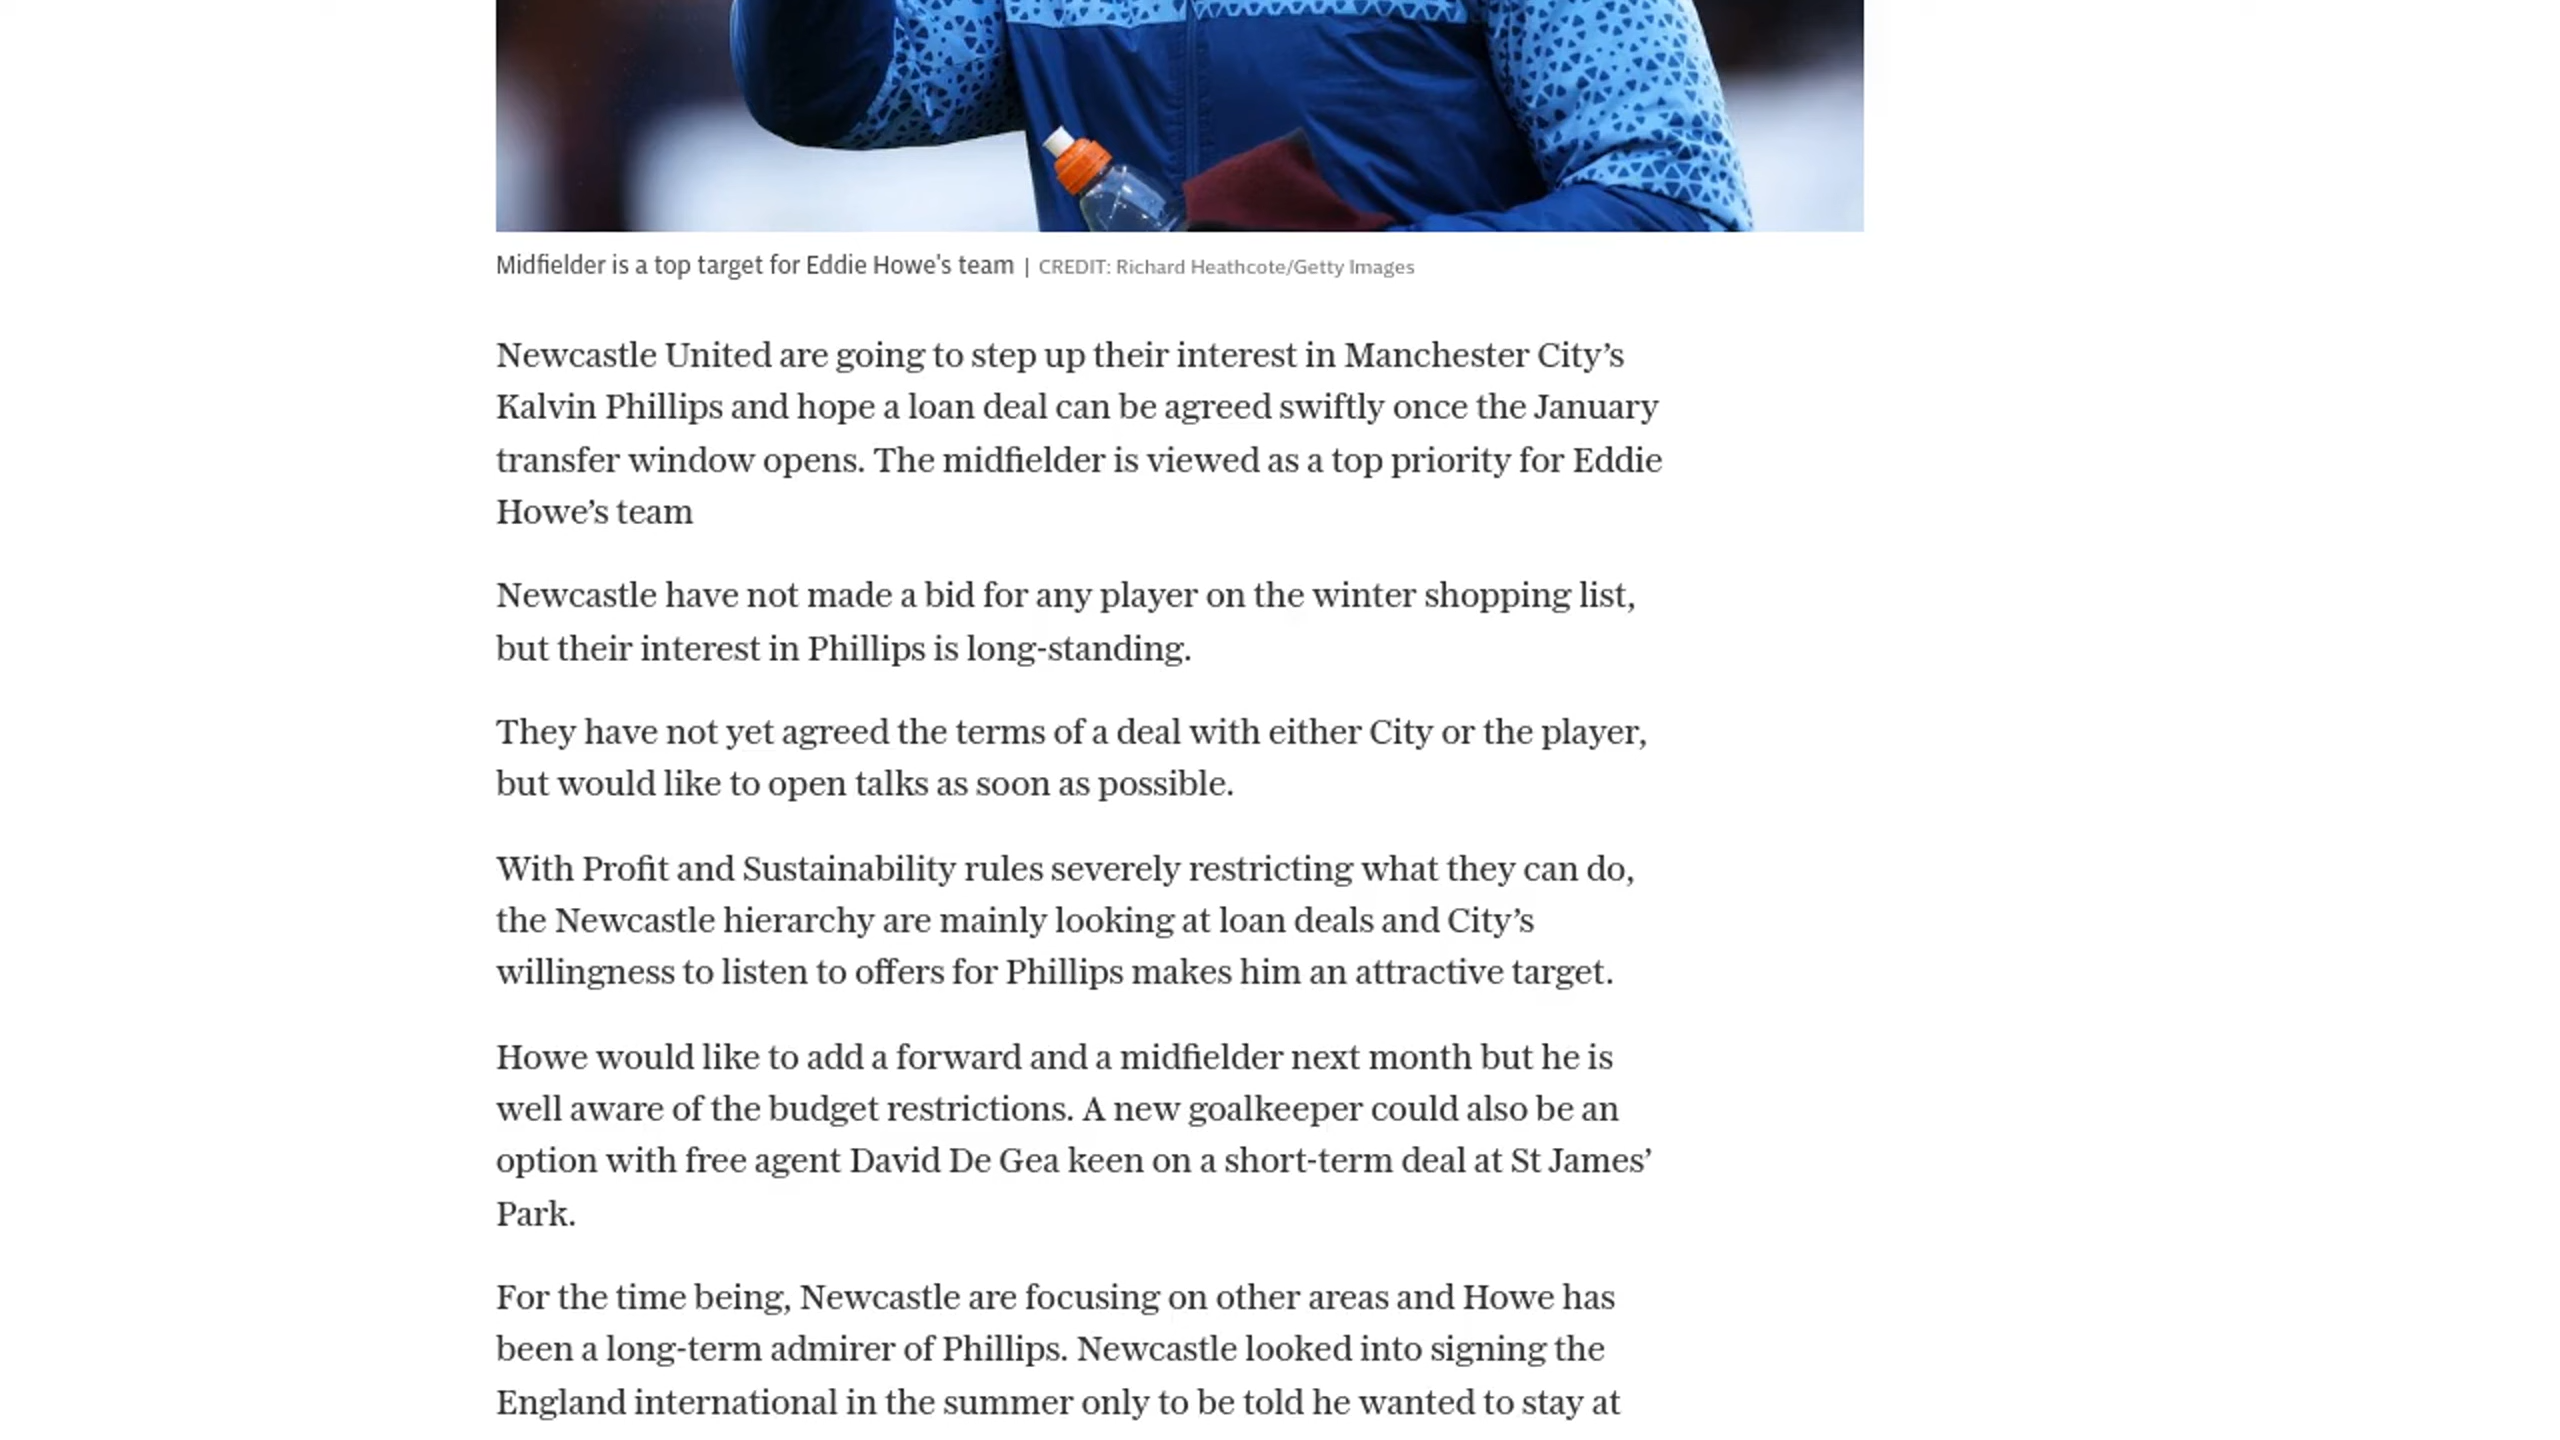 Midfielder is a top target for Eddie Howe's team | CREDIT: Richard Heathcote/Getty Images
Newcastle United are going to step up their interest in Manchester City’s
Kalvin Phillips and hope a loan deal can be agreed swiftly once the January
transfer window opens. The midfielder is viewed as a top priority for Eddie
Howe’s team
Newcastle have not made a bid for any player on the winter shopping list,
but their interest in Phillips is long-standing.
They have not yet agreed the terms of a deal with either City or the player,
but would like to open talks as soon as possible.
With Profit and Sustainability rules severely restricting what they can do,
the Newcastle hierarchy are mainly looking at loan deals and City’s
willingness to listen to offers for Phillips makes him an attractive target.
Howe would like to add a forward and a midfielder next month but he is
well aware of the budget restrictions. A new goalkeeper could also be an
option with free agent David De Gea keen on a short-term deal at St James’
Park.
For the time being, Newcastle are focusing on other areas and Howe has
been a long-term admirer of Phillips. Newcastle looked into signing the
England international in the summer only to be told he wanted to stay at